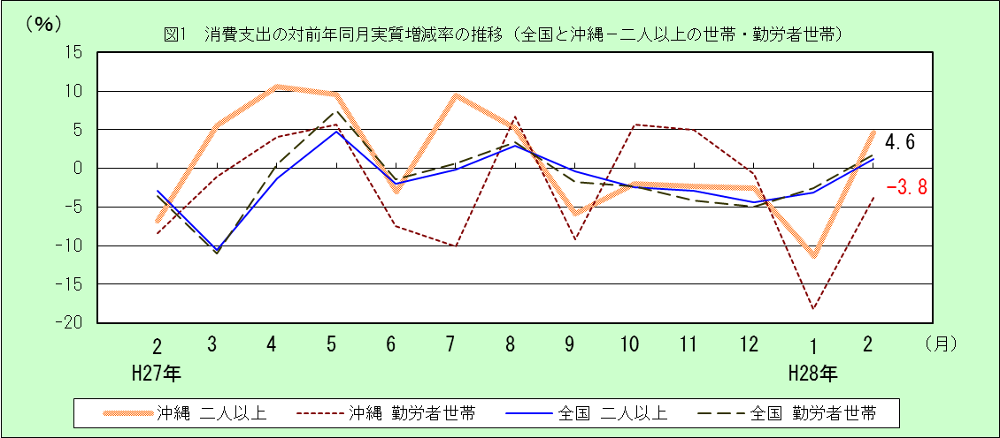 (%)
図1 消費支出の対前年同月実質増減率の推移（全国と沖縄－二人以上の世帯・勤労者世帯）
15
10
5
0
-5
-10
-15
-20
4.6
-3.8
2 3 4 5 6 7 8 9 10 11 12 1 2 （月）
H27年 H28年
沖縄 二人以上 沖縄 勤労者世帯 全国 二人以上 全国 勤労者世帯